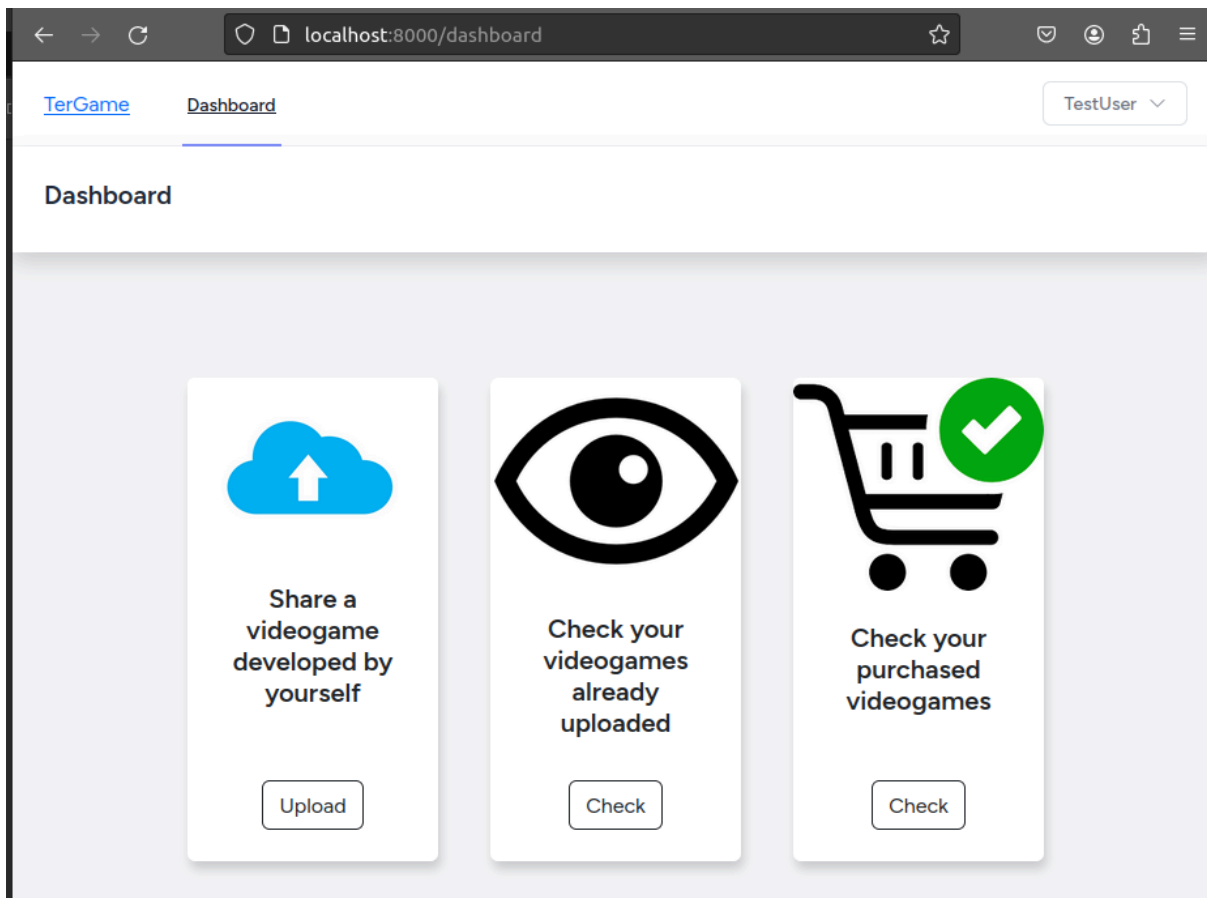 localhost:8000/dashboard
TerGame
Dashboard
TestUser
Dashboard
Share a
videogame
developed by
yourself
Upload
Check your
videogames
already
uploaded
Check
Check your
purchased
videogames
Check